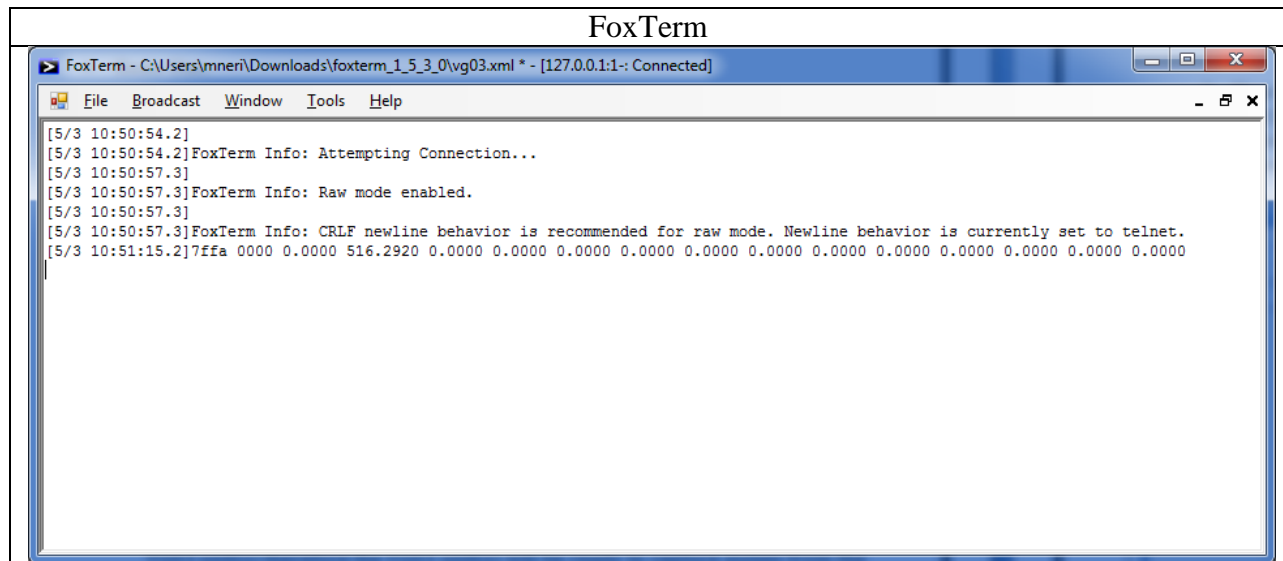 FoxTerm
FoxTerm - C:\Users\mneri\Downloads\foxterm_1_5_3_0\vg03.xml * - [127.0.0.1:1-: Connected]
File Broadcast Window Tools Help
[5/3 10:50:54.2]
[5/3 10:50:54.2]FoxTerm Info: Attempting Connection...
[5/3 10:50:57.3]
[5/3 10:50:57.3]FoxTerm Info: Raw mode enabled.
[5/3 10:50:57.3]
[5/3 10:50:57.3]FoxTerm Info: CRLF newline behavior is recommended for raw mode. Newline behavior is currently set to telnet.
[5/3 10:51:15.2]7ffa 0000 0.0000 516.2920 0.0000 0.0000 0.0000 0.0000 0.0000 0.0000 0.0000 0.0000 0.0000 0.0000 0.0000 0.0000